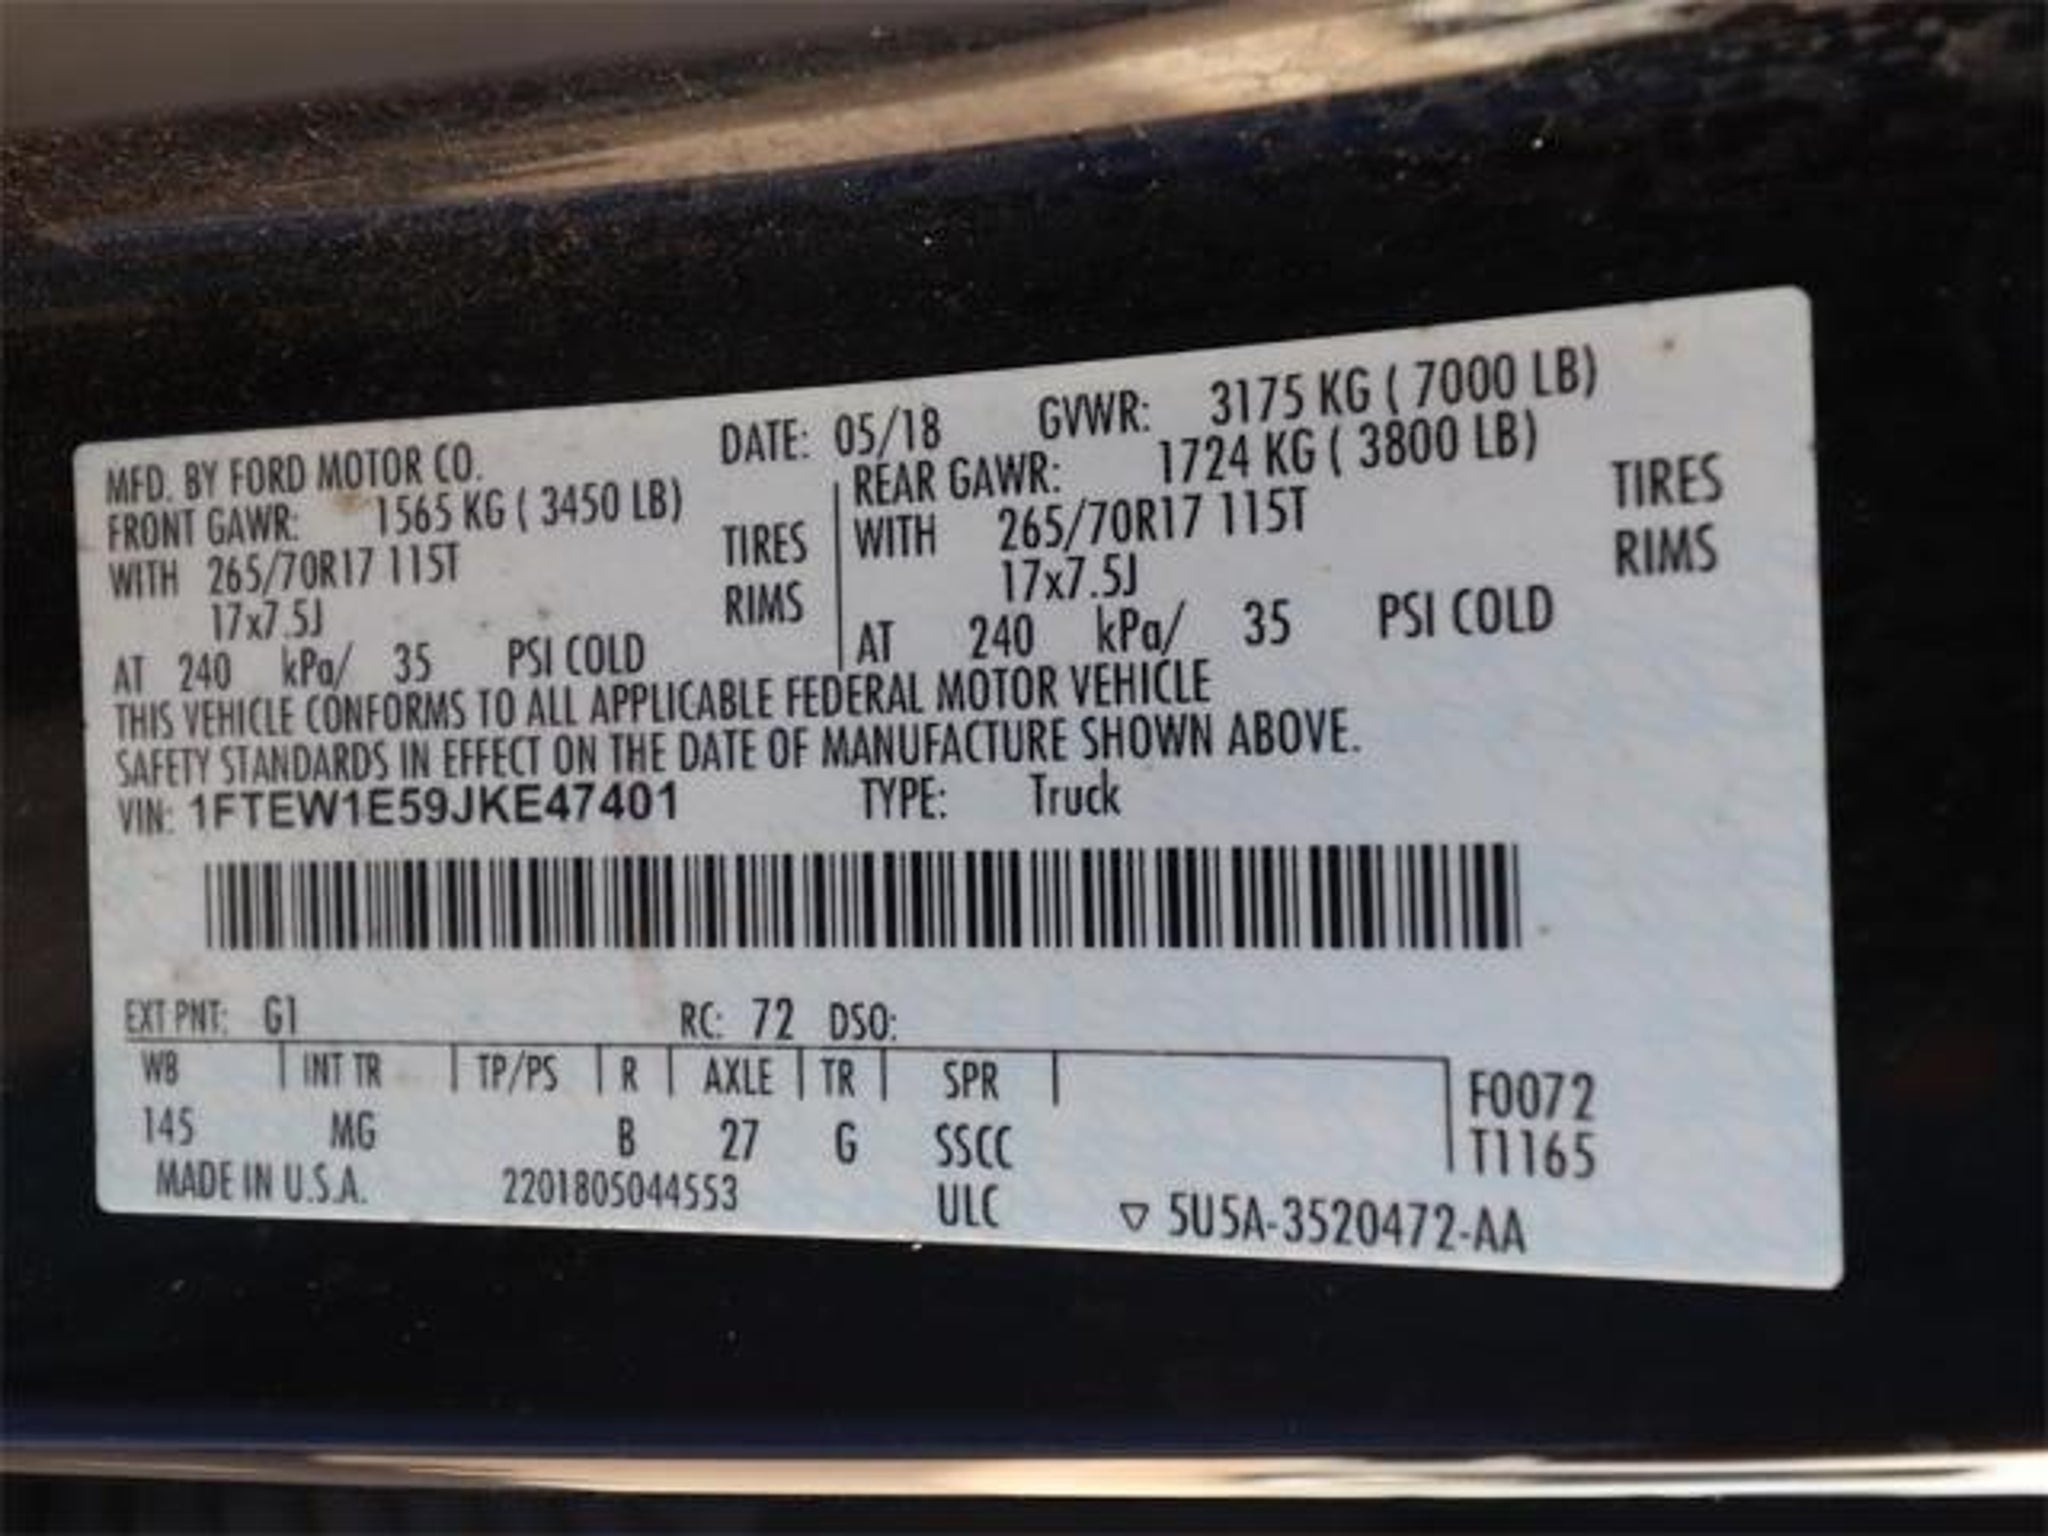 MFD. BY FORD MOTOR CO. DATE: 05/18 GVWR: 3175 KG ( 7000 LB)
FRONT GAWR: 1565 KG ( 3450 LB) REAR GAWR: 1724 KG ( 3800 LB)
WITH 265/70R17 115T TIRES WITH 265/70R17 115T TIRES
17x7.5J RIMS 17x7.5J RIMS
AT 240 kPa/ 35 PSI COLD AT 240 kPa/ 35 PSI COLD
THIS VEHICLE CONFORMS TO ALL APPLICABLE FEDERAL MOTOR VEHICLE
SAFETY STANDARDS IN EFFECT ON THE DATE OF MANUFACTURE SHOWN ABOVE.
VIN: 1FTEW1E59JKE47401 TYPE: Truck
EXT PNT: G1 RC: 72 DSO:
WB INT TR TP/PS R AXLE TR SPR F0072
145 MG B 27 G SSCC T1165
MADE IN U.S.A. 2201805044553 ULC ▽ 5U5A-3520472-AA